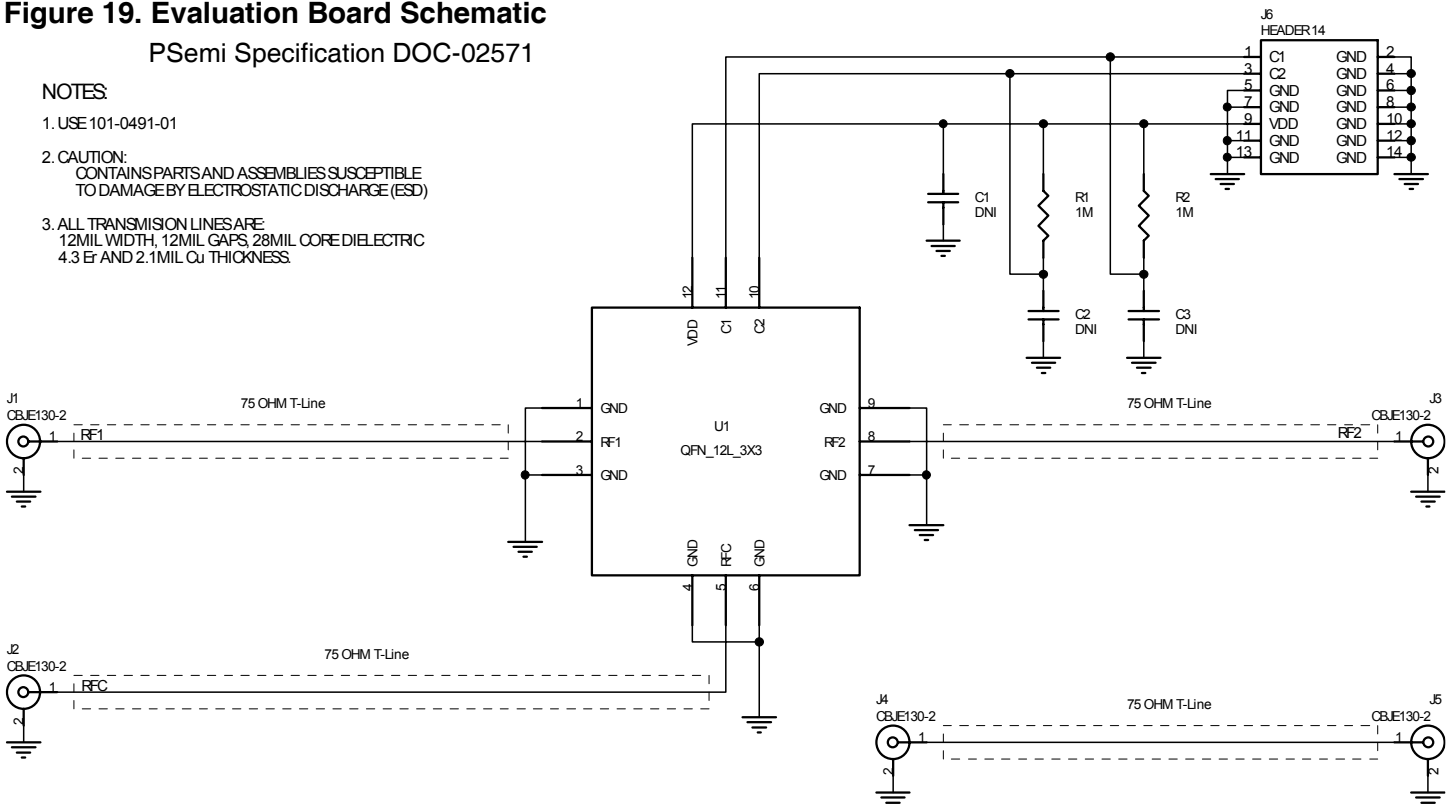 Figure 19. Evaluation Board Schematic
PSemi Specification DOC-02571
NOTES:
1. USE 101-0491-01
2. CAUTION:
CONTAINS PARTS AND ASSEMBLIES SUSCEPTIBLE
TO DAMAGE BY ELECTROSTATIC DISCHARGE (ESD)
3. ALL TRANSMISION LINES ARE:
12MIL WIDTH, 12MIL GAPS, 28MIL CORE DIELECTRIC
4.3 Er AND 2.1MIL Cu THICKNESS.
J6
HEADER 14
1 C1 GND 2
3 C2 GND 4
5 GND GND 6
7 GND GND 8
9 VDD GND 10
11 GND GND 12
13 GND GND 14
C1
DNI
R1
1M
R2
1M
C2
DNI
C3
DNI
12 11 10
VDD C1 C2
J1
CBJE130-2
1
2
RF1
75 OHM T-Line
1 GND
2 RF1
3 GND
U1
QFN_12L_3X3
GND 9
RF2 8
GND 7
75 OHM T-Line
RF2
J3
CBJE130-2
1
2
GND RFC GND
4 5 6
J2
CBJE130-2
1
2
RFC
75 OHM T-Line
J4
CBJE130-2
1
2
75 OHM T-Line
J5
CBJE130-2
1
2